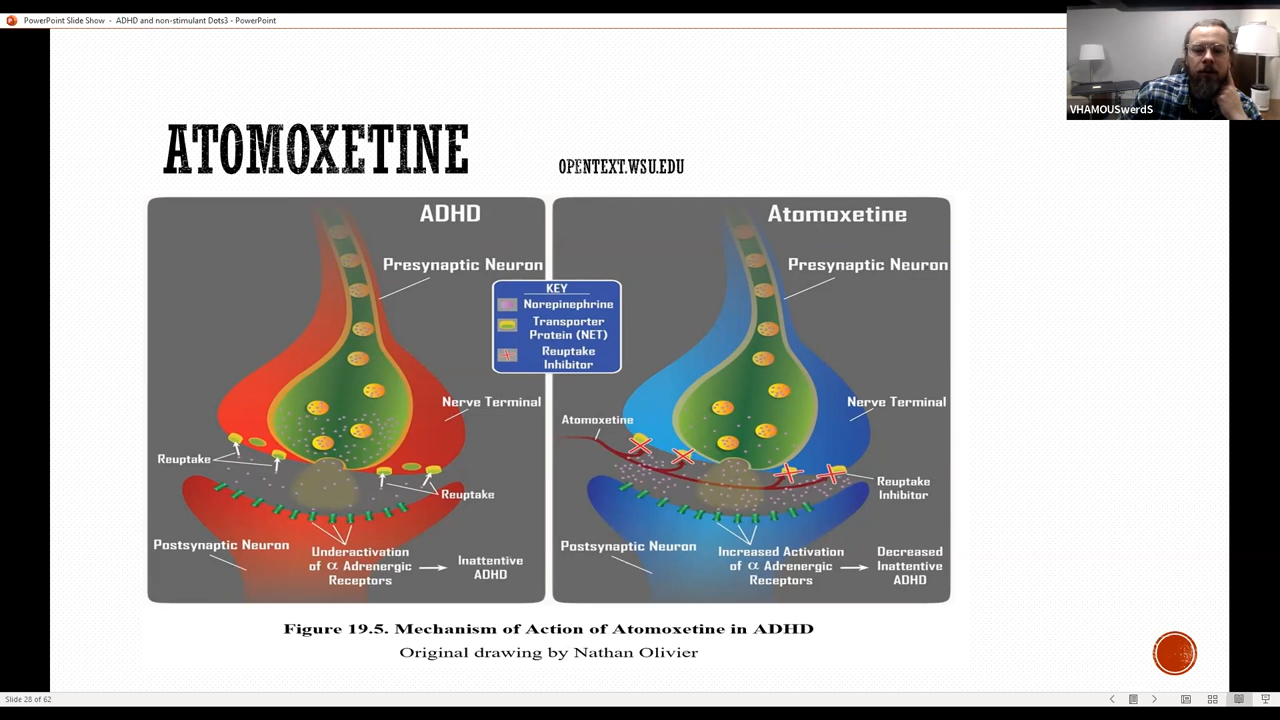 PowerPoint Slide Show - ADHD and non-stimulant Dots3 - PowerPoint
VHAMOUSwerdS
ATOMOXETINE
OPENTEXT.WSU.EDU
ADHD
Presynaptic Neuron
Nerve Terminal
Reuptake
Reuptake
Postsynaptic Neuron
Underactivation
of α Adrenergic
Receptors
Inattentive
ADHD
KEY
Norepinephrine
Transporter
Protein (NET)
Reuptake
Inhibitor
Atomoxetine
Presynaptic Neuron
Nerve Terminal
Atomoxetine
Reuptake
Inhibitor
Postsynaptic Neuron
Increased Activation
of α Adrenergic
Receptors
Decreased
Inattentive
ADHD
Figure 19.5. Mechanism of Action of Atomoxetine in ADHD
Original drawing by Nathan Olivier
Slide 28 of 62